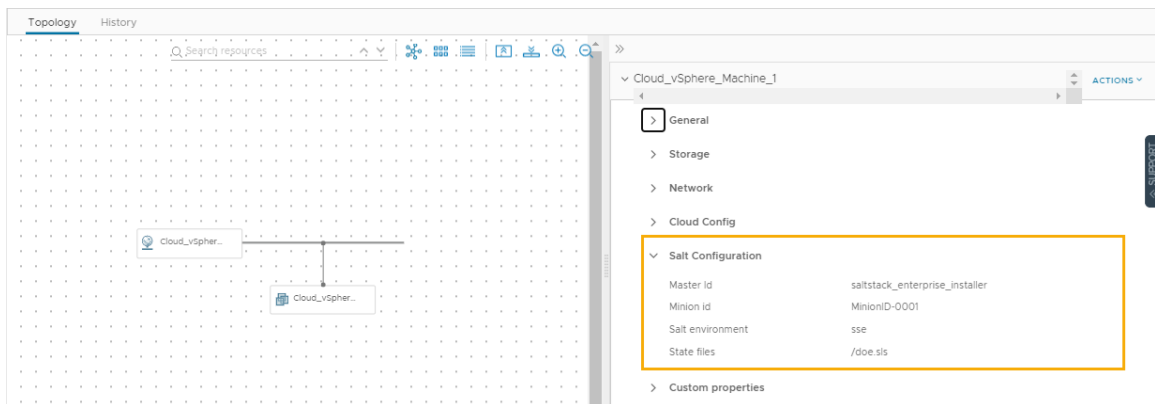 Topology History
Search resources
Cloud_vSphere_Machine_1
ACTIONS
General
Storage
Network
Cloud Config
Salt Configuration
Master Id saltstack_enterprise_installer
Minion id MinionID-0001
Salt environment sse
State files /doe.sls
Custom properties
Cloud_vSpher...
Cloud_vSpher...
SUPPORT